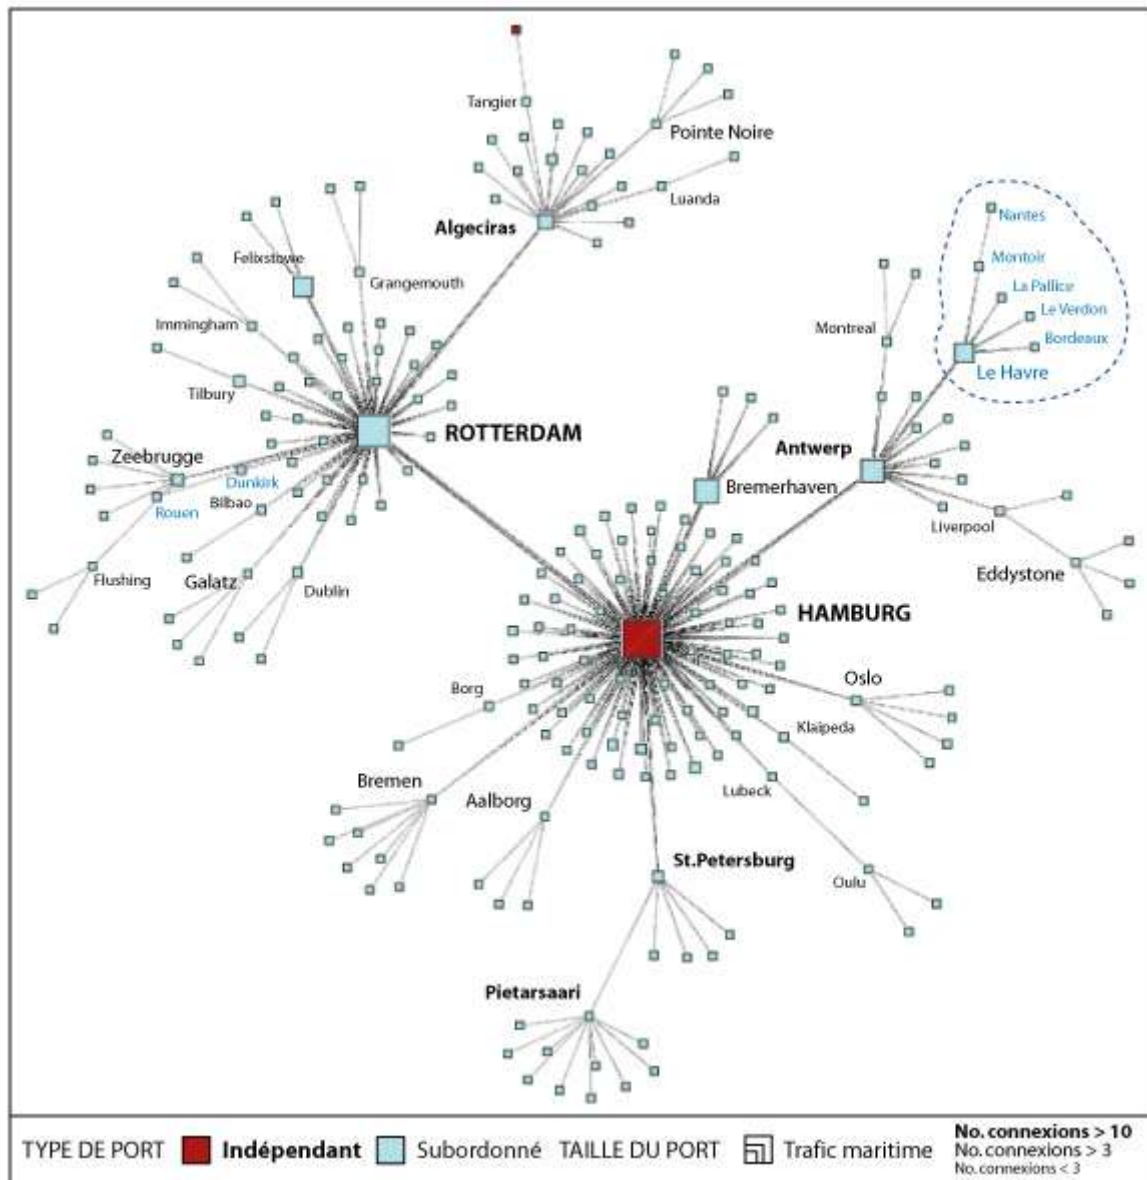 Tangier
Pointe Noire
Luanda
Algeciras
Nantes
Montoir
La Pallice
Le Verdon
Bordeaux
Le Havre
Felixstowe
Grangemouth
Immingham
Montreal
Tilbury
ROTTERDAM
Zeebrugge
Antwerp
Dunkirk
Bilbao
Bremerhaven
Rouen
Liverpool
Flushing
Galatz
Dublin
Eddystone
HAMBURG
Borg
Oslo
Klaipeda
Bremen
Aalborg
Lubeck
St.Petersburg
Oulu
Pietarsaari
TYPE DE PORT Indépendant Subordonné TAILLE DU PORT Trafic maritime
No. connexions > 10
No. connexions > 3
No. connexions < 3